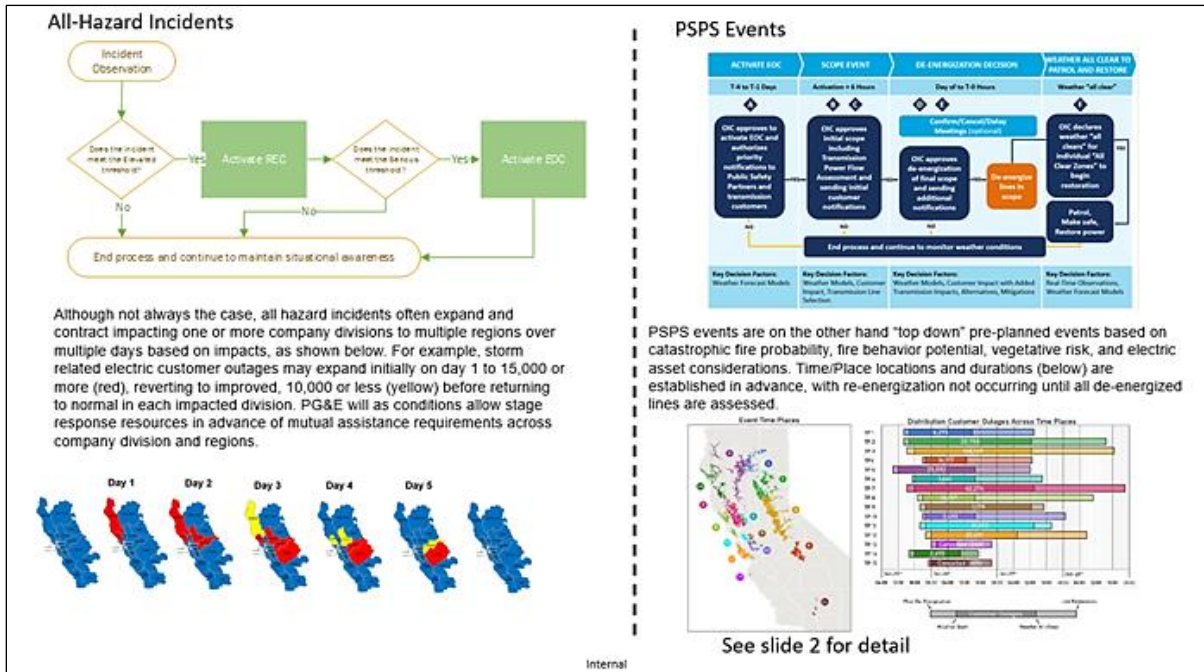 All-Hazard Incidents
Incident
Observation
Does the incident
meet the Elevated
threshold?
Yes
Activate REC
Does the incident
meet the Serious
threshold?
Yes
Activate EOC
No
No
End process and continue to maintain situational awareness
Although not always the case, all hazard incidents often expand and
contract impacting one or more company divisions to multiple regions over
multiple days based on impacts, as shown below. For example, storm
related electric customer outages may expand initially on day 1 to 15,000 or
more (red), reverting to improved, 10,000 or less (yellow) before returning
to normal in each impacted division. PG&E will as conditions allow stage
response resources in advance of mutual assistance requirements across
company division and regions.
Day 1
Day 2
Day 3
Day 4
Day 5
PSPS Events
ACTIVATE EOC
SCOPE EVENT
DE-ENERGIZATION DECISION
WEATHER ALL CLEAR TO
PATROL AND RESTORE
T-4 to T-1 Days
Activation + 6 Hours
Day of to T-0 Hours
Weather "all clear"
A
B
C
D
E
F
OIC approves to
activate EOC and
authorizes
priority
notifications to
Public Safety
Partners and
transmission
customers
YES
OIC approves
initial scope
including
Transmission
Power Flow
Assessment and
sending initial
customer
notifications
YES
Confirm/Cancel/Delay
Meetings (optional)
OIC approves
de-energization
of final scope
and sending
additional
notifications
YES
De-energize
lines in
scope
OIC declares
weather "all
clears" for
individual "All
Clear Zones" to
begin
restoration
Patrol,
Make safe,
Restore power
NO
NO
NO
End process and continue to monitor weather conditions
Key Decision Factors:
Weather Forecast Models
Key Decision Factors:
Weather Models, Customer
Impact, Transmission Line
Selection
Key Decision Factors:
Weather Models, Customer Impact with Added
Transmission Impacts, Alternatives, Mitigations
Key Decision Factors:
Real-Time Observations,
Weather Forecast Models
PSPS events are on the other hand "top down" pre-planned events based on
catastrophic fire probability, fire behavior potential, vegetative risk, and electric
asset considerations. Time/Place locations and durations (below) are
established in advance, with re-energization not occurring until all de-energized
lines are assessed.
Event Time Places
Distribution Customer Outages Across Time Places
See slide 2 for detail
Internal